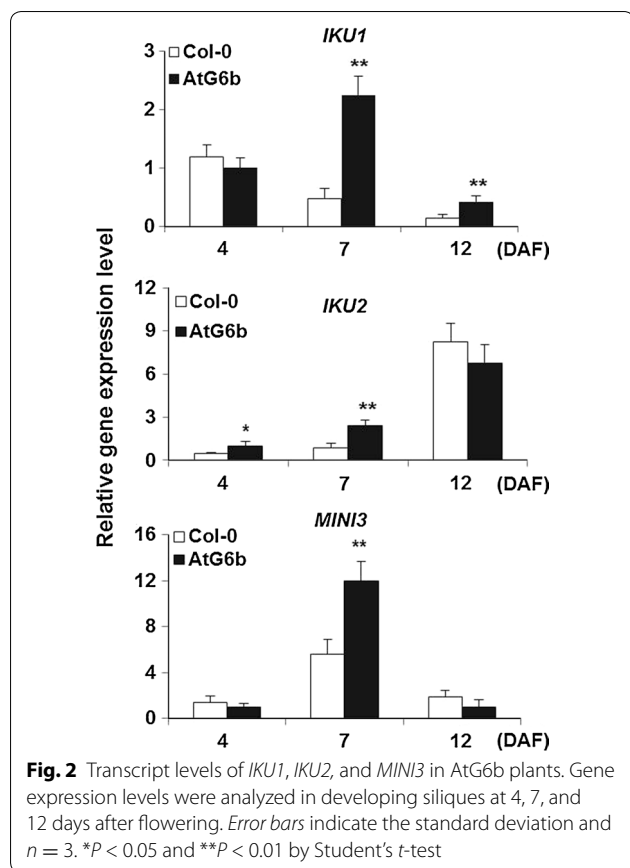 IKU1
Col-0
AtG6b
3
2
1
0
**
**
4 7 12 (DAF)
Relative gene expression level
IKU2
Col-0
AtG6b
12
9
6
3
0
*
**
4 7 12 (DAF)
MINI3
Col-0
AtG6b
16
12
8
4
0
**
4 7 12 (DAF)
Fig. 2 Transcript levels of IKU1, IKU2, and MINI3 in AtG6b plants. Gene
expression levels were analyzed in developing siliques at 4, 7, and
12 days after flowering. Error bars indicate the standard deviation and
n = 3. *P < 0.05 and **P < 0.01 by Student's t-test